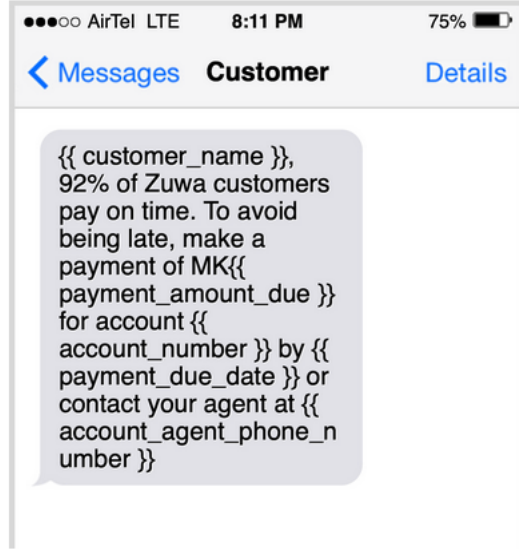 AirTel LTE 8:11 PM 75%
Messages Customer Details
{{ customer_name }},
92% of Zuwa customers
pay on time. To avoid
being late, make a
payment of MK{{
payment_amount_due }}
for account {{
account_number }} by {{
payment_due_date }} or
contact your agent at {{
account_agent_phone_n
umber }}